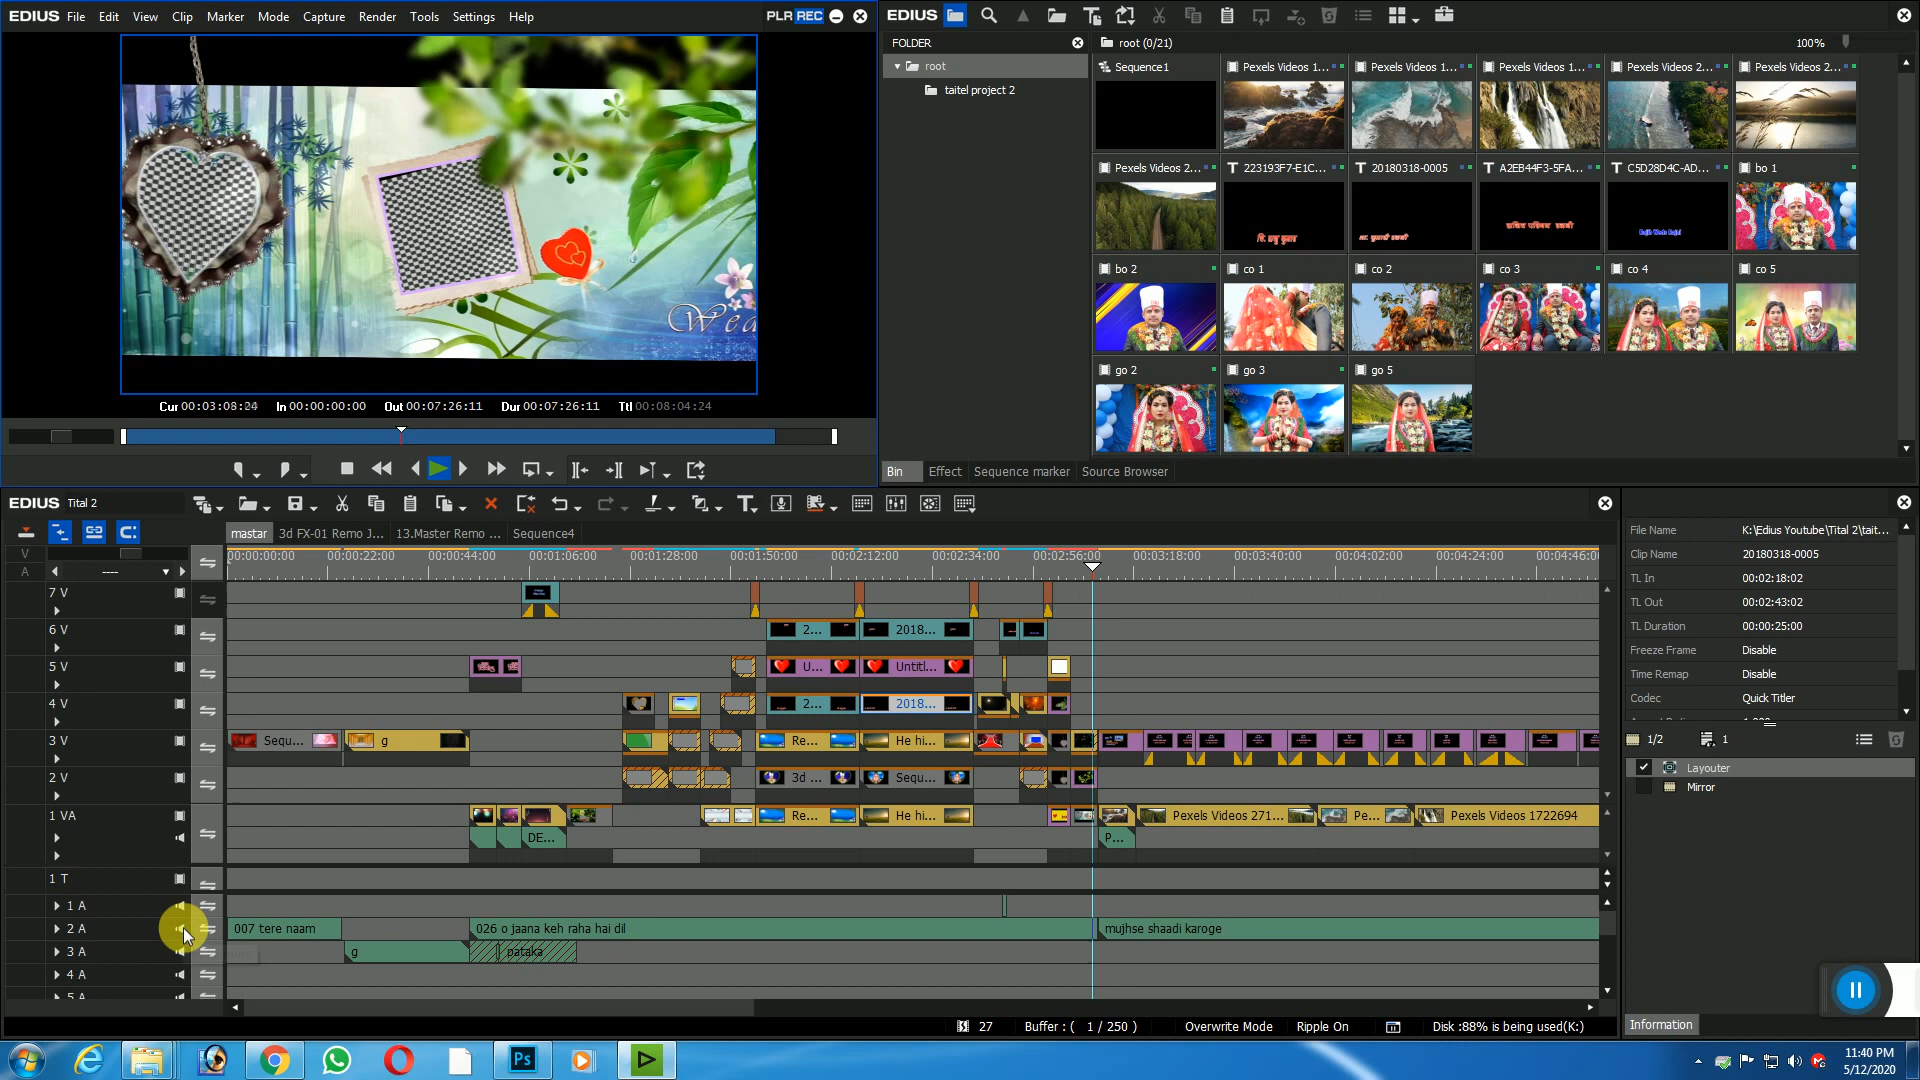 EDIUS File Edit View Clip Marker Mode Capture Render Tools Settings Help PLR REC
Wed
Cur 00:03:08:24 In 00:00:00:00 Out 00:07:26:11 Dur 00:07:26:11 Ttl 00:08:04:24
EDIUS
FOLDER
root
taitel project 2
root (0/21) 100%
Sequence1 Pexels Videos 1... Pexels Videos 1... Pexels Videos 1... Pexels Videos 2... Pexels Videos 2...
Pexels Videos 2... 223193F7-E1C... 20180318-0005 A2EB44F3-5FA... C5D28D4C-AD... bo 1
bo 2 co 1 co 2 co 3 co 4 co 5
go 2 go 3 go 5
Bin Effect Sequence marker Source Browser
EDIUS Tital 2
mastar 3d FX-01 Remo J... 13.Master Remo ... Sequence4
V 00:00:00:00 00:00:22:00 00:00:44:00 00:01:06:00 00:01:28:00 00:01:50:00 00:02:12:00 00:02:34:00 00:02:56:00 00:03:18:00 00:03:40:00 00:04:02:00 00:04:24:00 00:04:46:00
A ----
7 V
6 V 2... 2018...
5 V U... Untitl...
4 V 2... 2018...
3 V Sequ... g Re... He hi...
2 V 3d ... Sequ...
1 VA Re... He hi... Pexels Videos 271... Pe... Pexels Videos 1722694
DE... P...
1 T
1 A
2 A 007 tere naam 026 o jaana keh raha hai dil mujhse shaadi karoge
3 A g pataka
4 A
5 A
27 Buffer : ( 1 / 250 ) Overwrite Mode Ripple On Disk :88% is being used(K:)
File Name K:\Edius Youtube\Tital 2\tait...
Clip Name 20180318-0005
TL In 00:02:18:02
TL Out 00:02:43:02
TL Duration 00:00:25:00
Freeze Frame Disable
Time Remap Disable
Codec Quick Titler
1/2 1
Layouter
Mirror
Information
Ps
11:40 PM
5/12/2020